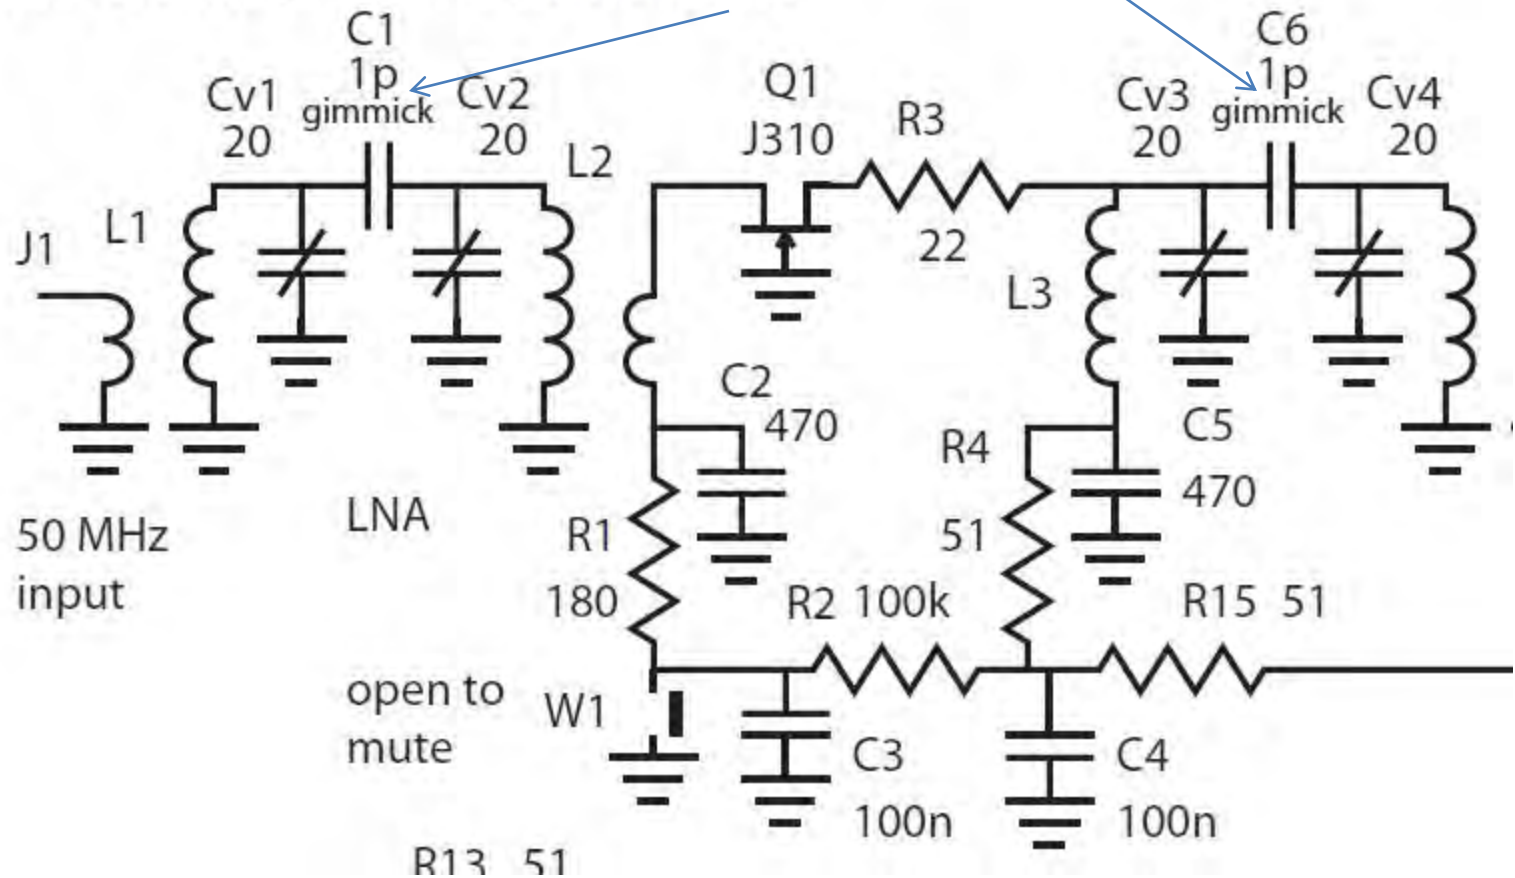 C1
1p
gimmick
Cv1
20
Cv2
20
L2
L1
J1
Q1
J310
R3
22
L3
Cv3
20
C6
1p
gimmick
Cv4
20
C2
470
R4
51
C5
470
50 MHz
input
LNA
R1
180
R2 100k
R15 51
open to
mute
W1
C3
100n
C4
100n
R13 51